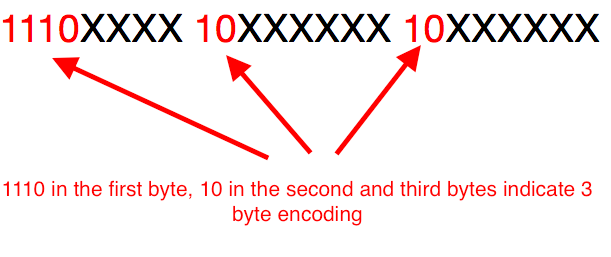 1110XXXX 10XXXXXX 10XXXXXX
1110 in the first byte, 10 in the second and third bytes indicate 3
byte encoding